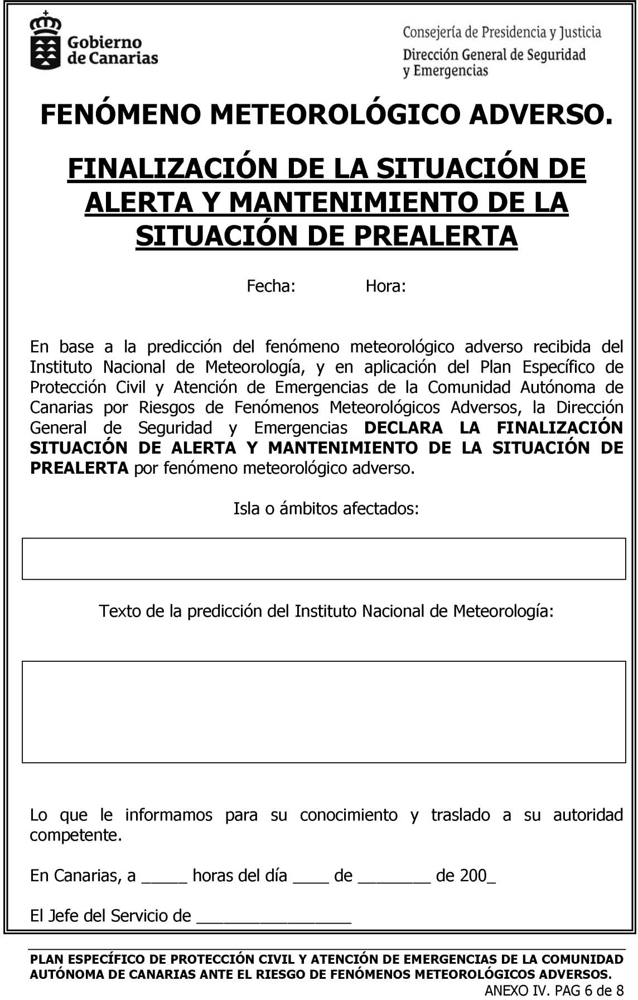 Gobierno
de Canarias
Consejería de Presidencia y Justicia
Dirección General de Seguridad
y Emergencias
FENÓMENO METEOROLÓGICO ADVERSO.
FINALIZACIÓN DE LA SITUACIÓN DE
ALERTA Y MANTENIMIENTO DE LA
SITUACIÓN DE PREALERTA
Fecha: Hora:
En base a la predicción del fenómeno meteorológico adverso recibida del
Instituto Nacional de Meteorología, y en aplicación del Plan Específico de
Protección Civil y Atención de Emergencias de la Comunidad Autónoma de
Canarias por Riesgos de Fenómenos Meteorológicos Adversos, la Dirección
General de Seguridad y Emergencias DECLARA LA FINALIZACIÓN
SITUACIÓN DE ALERTA Y MANTENIMIENTO DE LA SITUACIÓN DE
PREALERTA por fenómeno meteorológico adverso.
Isla o ámbitos afectados:
Texto de la predicción del Instituto Nacional de Meteorología:
Lo que le informamos para su conocimiento y traslado a su autoridad
competente.
En Canarias, a _____ horas del día ____ de ________ de 200_
El Jefe del Servicio de _________________
PLAN ESPECÍFICO DE PROTECCIÓN CIVIL Y ATENCIÓN DE EMERGENCIAS DE LA COMUNIDAD
AUTÓNOMA DE CANARIAS ANTE EL RIESGO DE FENÓMENOS METEOROLÓGICOS ADVERSOS.
ANEXO IV. PAG 6 de 8